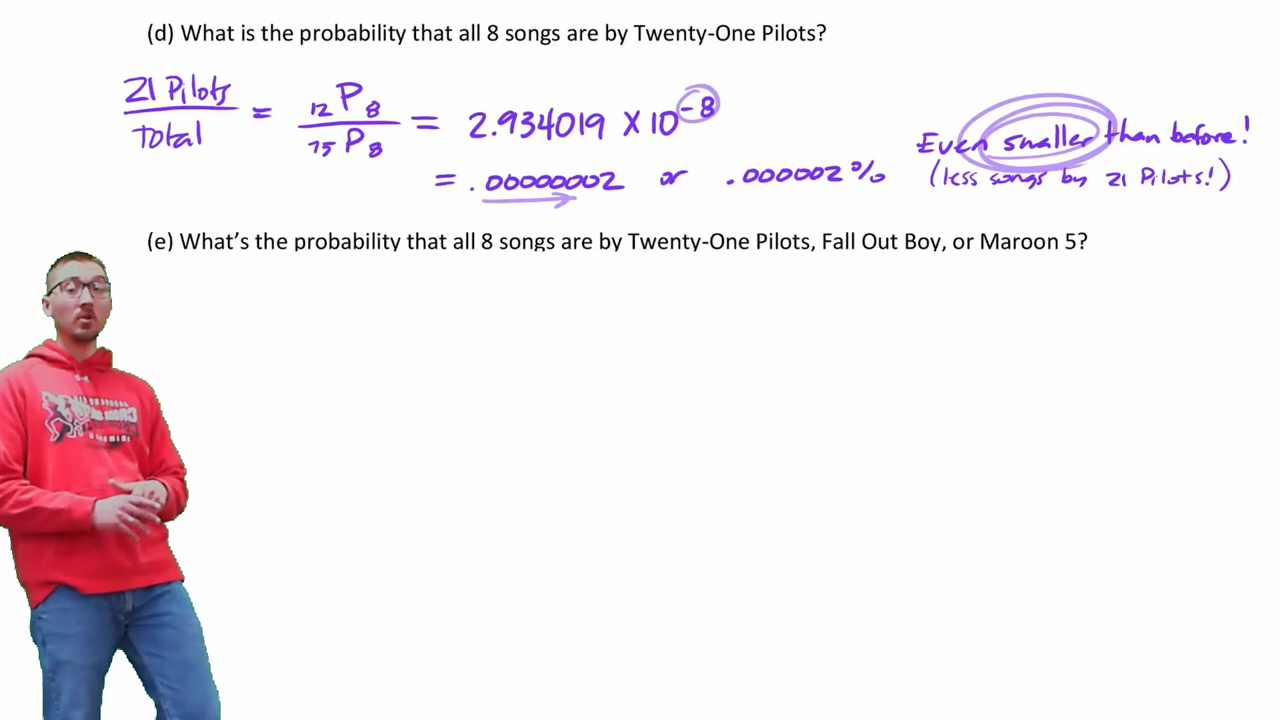 (d) What is the probability that all 8 songs are by Twenty-One Pilots?
21 Pilots / Total = 12P8 / 75P8 = 2.934019 X 10^-8
= .00000002 or .000002%
Even smaller than before!
(less songs by 21 Pilots!)
(e) What's the probability that all 8 songs are by Twenty-One Pilots, Fall Out Boy, or Maroon 5?